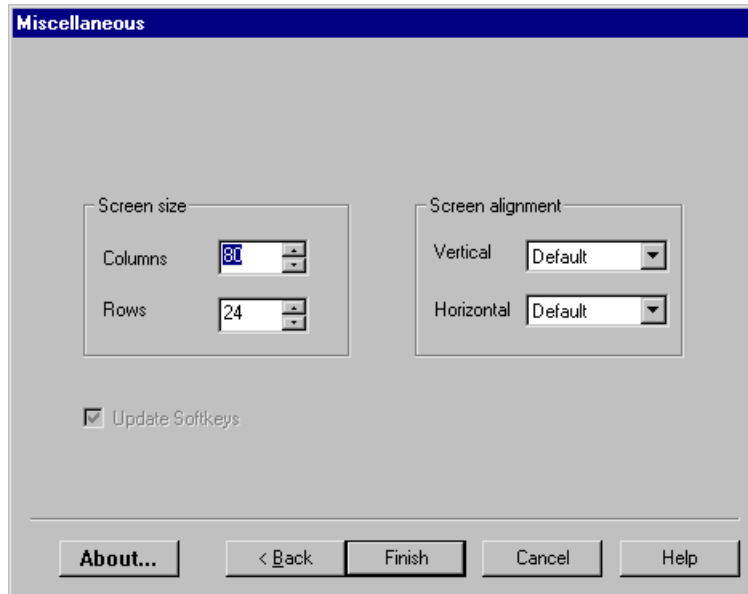 Miscellaneous
Screen size
Columns 80
Rows 24
Screen alignment
Vertical Default
Horizontal Default
Update Softkeys
About... < Back Finish Cancel Help